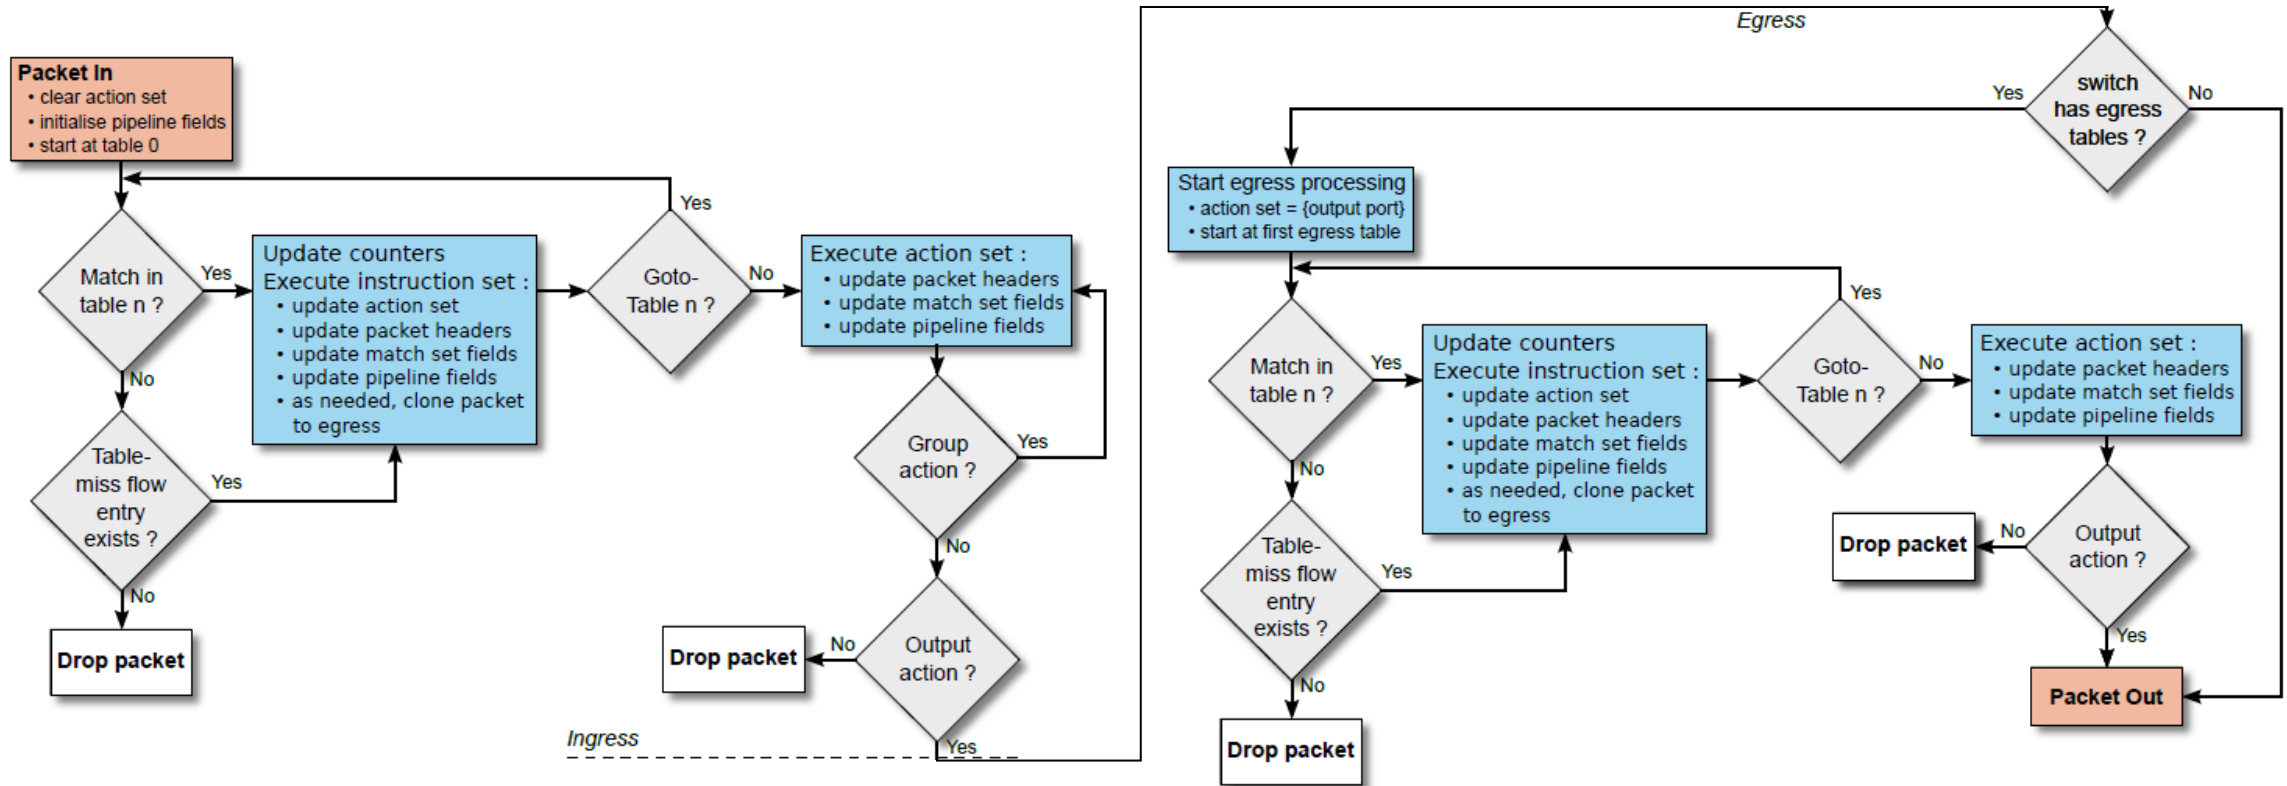 Packet In
• clear action set
• initialise pipeline fields
• start at table 0
Match in
table n ?
Yes
No
Table-
miss flow
entry
exists ?
Yes
No
Drop packet
Update counters
Execute instruction set :
• update action set
• update packet headers
• update match set fields
• update pipeline fields
• as needed, clone packet
to egress
Goto-
Table n ?
Yes
No
Execute action set :
• update packet headers
• update match set fields
• update pipeline fields
Group
action ?
Yes
No
Output
action ?
No
Drop packet
Yes
Ingress
Egress
switch
has egress
tables ?
Yes
No
Start egress processing
• action set = {output port}
• start at first egress table
Match in
table n ?
Yes
No
Table-
miss flow
entry
exists ?
Yes
No
Drop packet
Update counters
Execute instruction set :
• update action set
• update packet headers
• update match set fields
• update pipeline fields
• as needed, clone packet
to egress
Goto-
Table n ?
Yes
No
Execute action set :
• update packet headers
• update match set fields
• update pipeline fields
Output
action ?
No
Drop packet
Yes
Packet Out